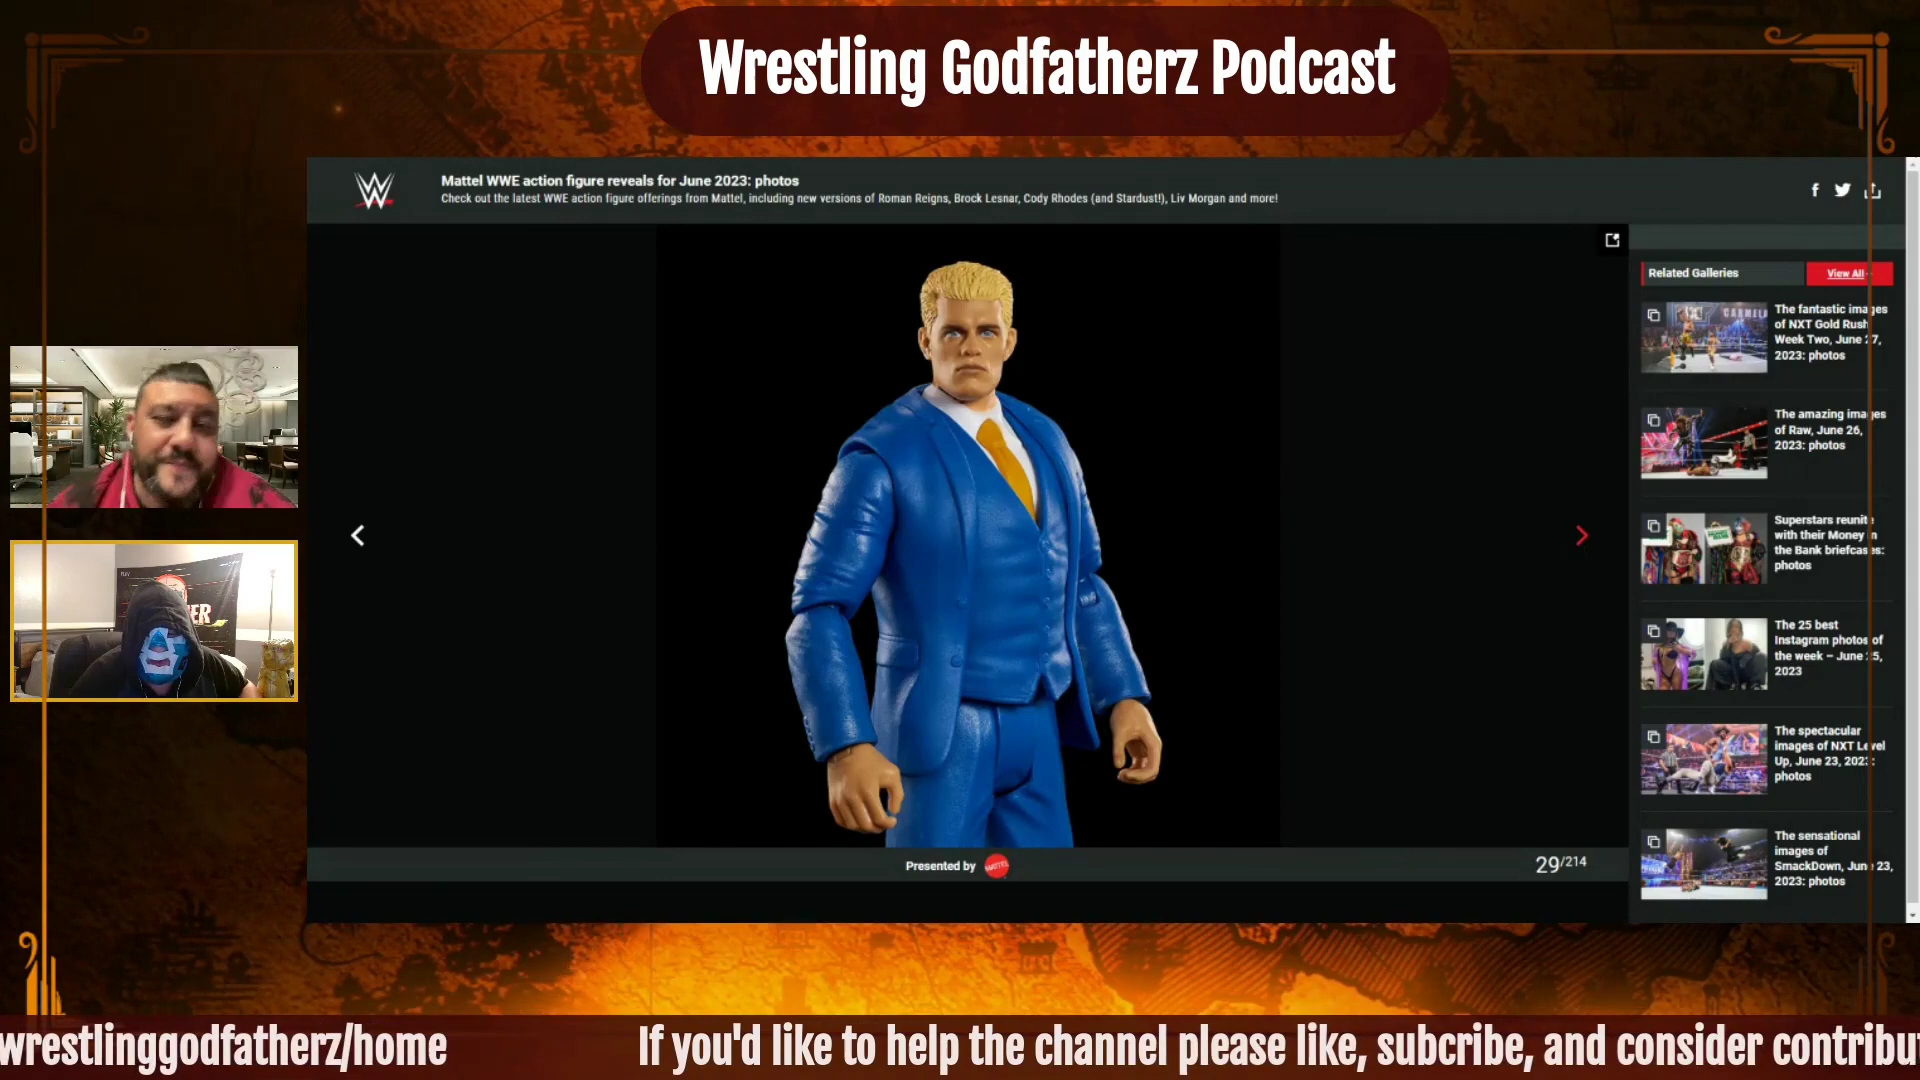 Wrestling Godfatherz Podcast
Mattel WWE action figure reveals for June 2023: photos
Check out the latest WWE action figure offerings from Mattel, including new versions of Roman Reigns, Brock Lesnar, Cody Rhodes (and Stardust!), Liv Morgan and more!
Related Galleries
View All
The fantastic images
of NXT Gold Rush
Week Two, June 27,
2023: photos
The amazing images
of Raw, June 26,
2023: photos
Superstars reunite
with their Money in
the Bank briefcases:
photos
The 25 best
Instagram photos of
the week – June 25,
2023
The spectacular
images of NXT Level
Up, June 23, 2023:
photos
The sensational
images of
SmackDown, June 23,
2023: photos
Presented by
MATTEL
29/214
wrestlinggodfatherz/home
If you'd like to help the channel please like, subcribe, and consider contribu